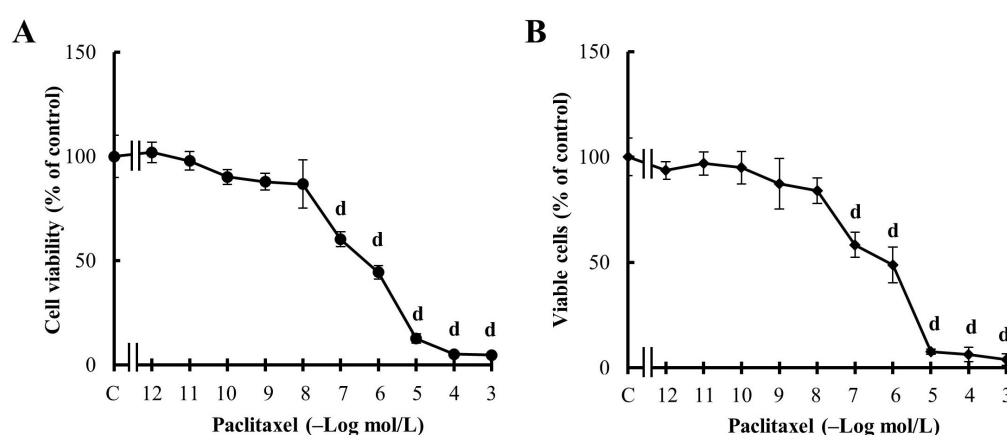 A
Cell viability (% of control)
150
100
50
0
d
d
d
d
d
C 12 11 10 9 8 7 6 5 4 3
Paclitaxel (–Log mol/L)
B
Viable cells (% of control)
150
100
50
0
d
d
d
d
d
C 12 11 10 9 8 7 6 5 4 3
Paclitaxel (–Log mol/L)